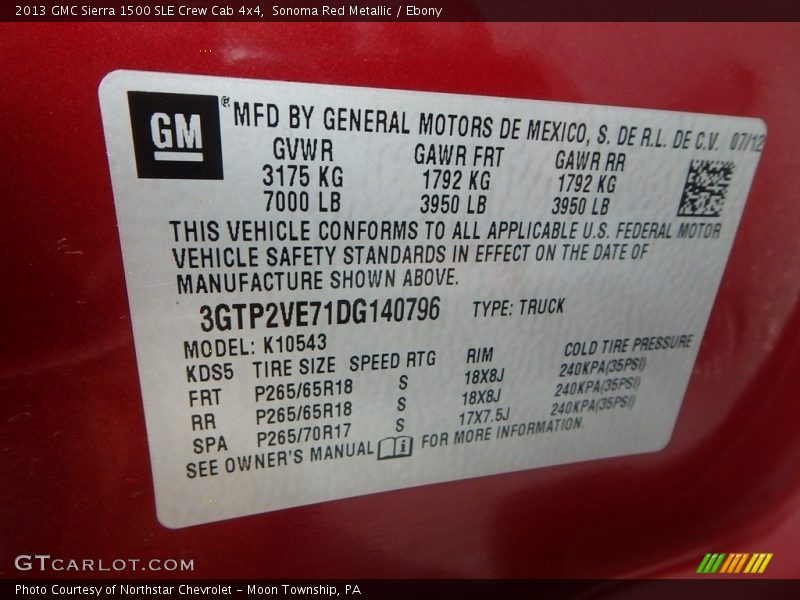 2013 GMC Sierra 1500 SLE Crew Cab 4x4, Sonoma Red Metallic / Ebony
GM ® MFD BY GENERAL MOTORS DE MEXICO, S. DE R.L. DE C.V. 07/12
GVWR GAWR FRT GAWR RR
3175 KG 1792 KG 1792 KG
7000 LB 3950 LB 3950 LB
THIS VEHICLE CONFORMS TO ALL APPLICABLE U.S. FEDERAL MOTOR
VEHICLE SAFETY STANDARDS IN EFFECT ON THE DATE OF
MANUFACTURE SHOWN ABOVE.
3GTP2VE71DG140796 TYPE: TRUCK
MODEL: K10543
KDS5 TIRE SIZE SPEED RTG RIM COLD TIRE PRESSURE
FRT P265/65R18 S 18X8J 240KPA(35PSI)
RR P265/65R18 S 18X8J 240KPA(35PSI)
SPA P265/70R17 S 17X7.5J 240KPA(35PSI)
SEE OWNER'S MANUAL i FOR MORE INFORMATION.
GTCARLOT.COM
Photo Courtesy of Northstar Chevrolet - Moon Township, PA